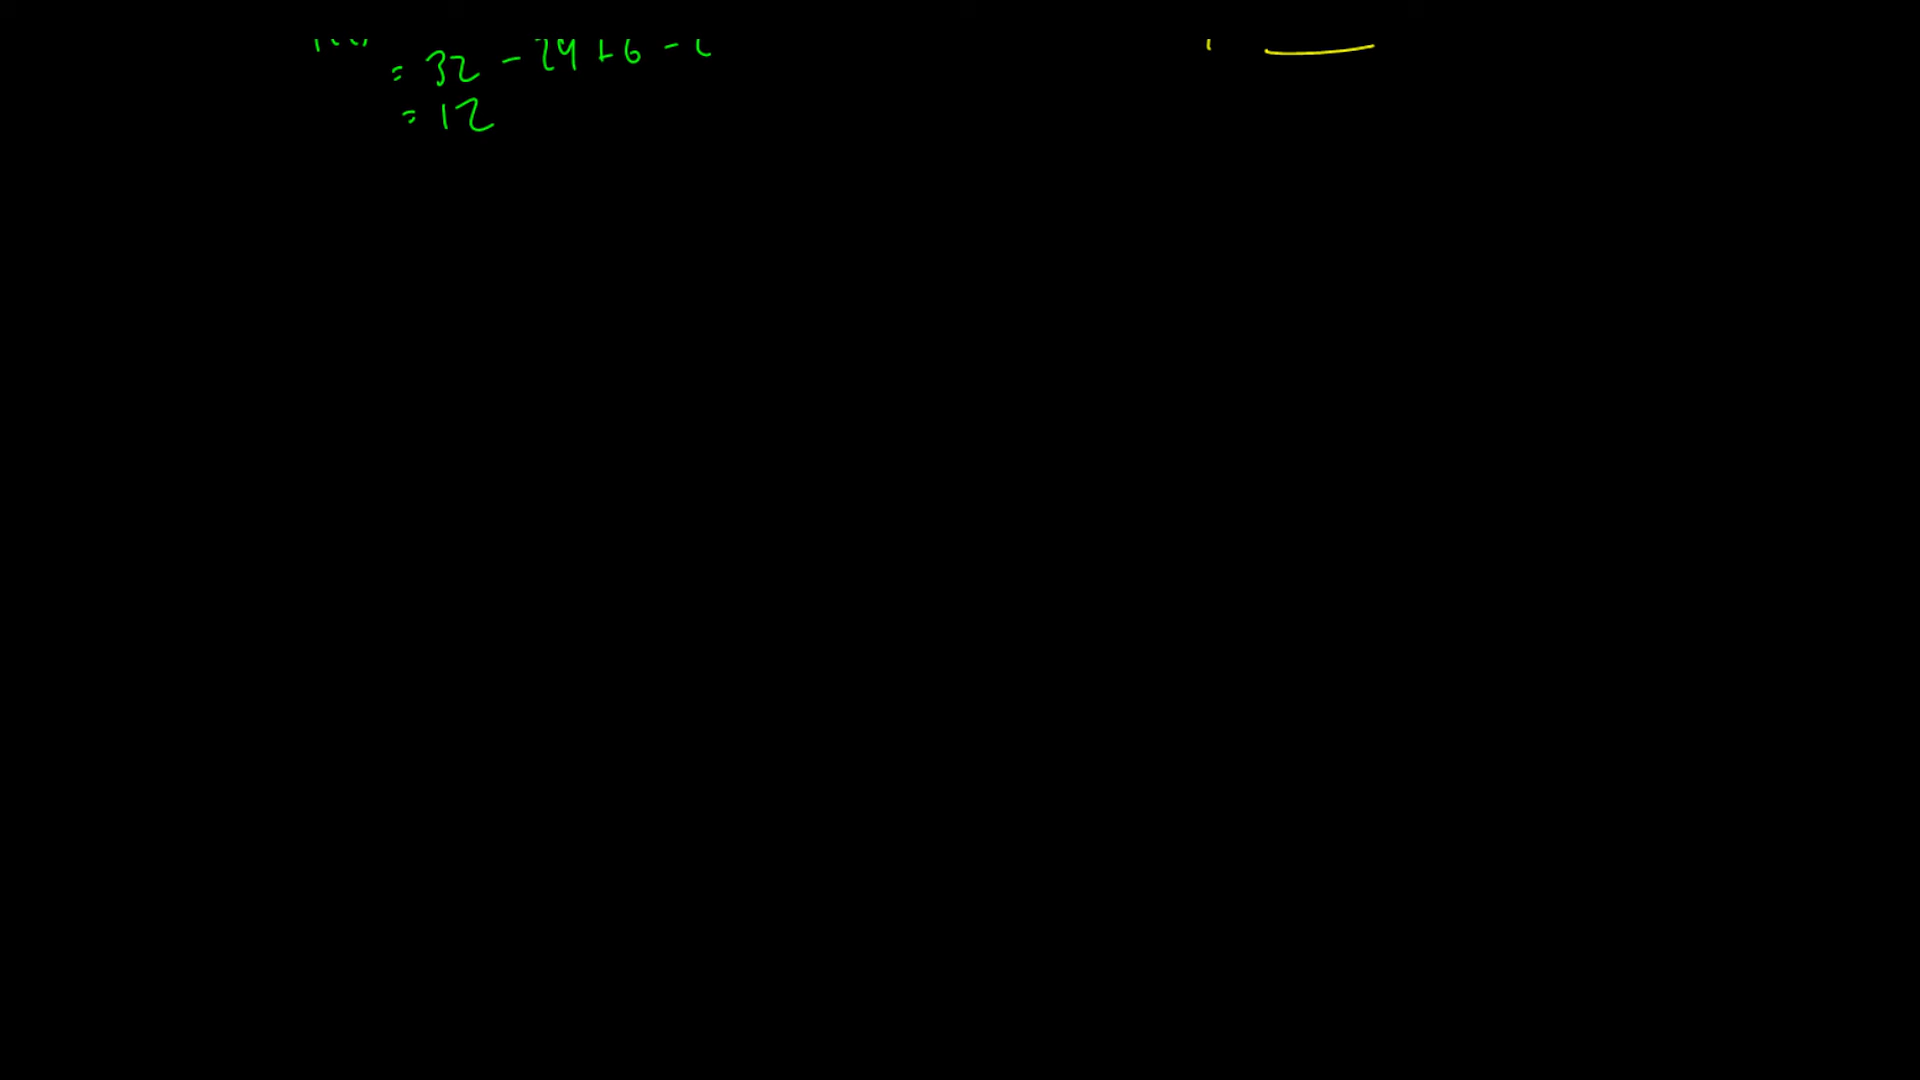 = 32 - 24 + 6 - 2
= 12